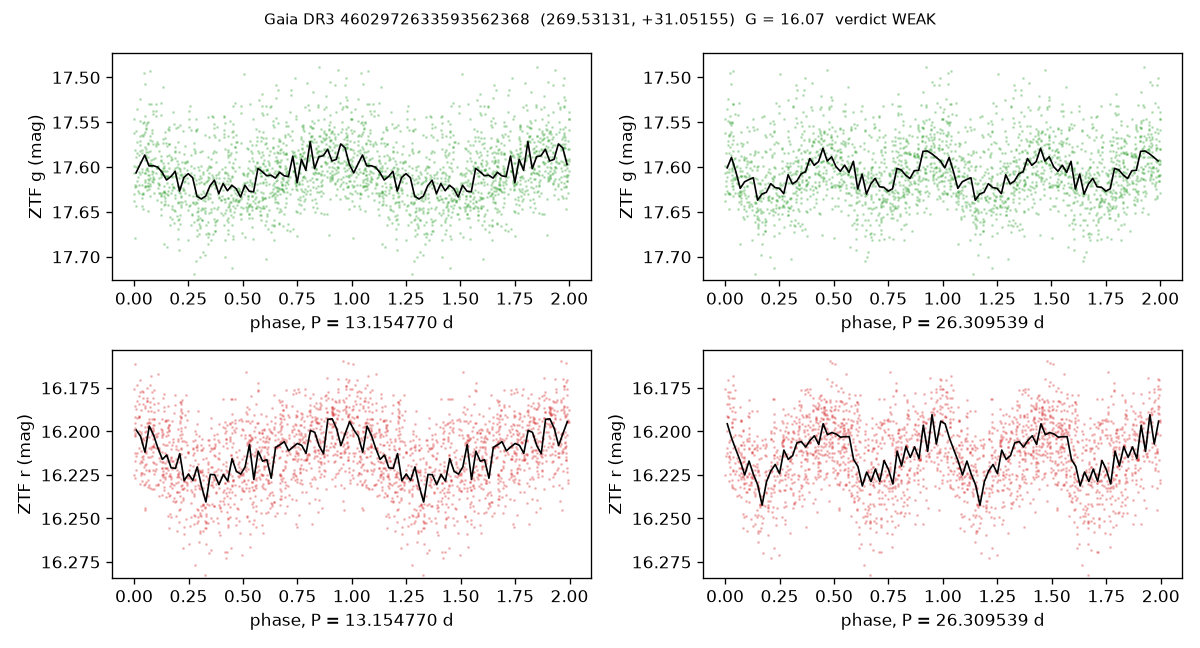 Gaia DR3 4602972633593562368  (269.53131, +31.05155)  G = 16.07  verdict WEAK
ZTF g (mag)
17.50
17.55
17.60
17.65
17.70
0.00 0.25 0.50 0.75 1.00 1.25 1.50 1.75 2.00
phase, P = 13.154770 d
ZTF g (mag)
17.50
17.55
17.60
17.65
17.70
0.00 0.25 0.50 0.75 1.00 1.25 1.50 1.75 2.00
phase, P = 26.309539 d
ZTF r (mag)
16.175
16.200
16.225
16.250
16.275
0.00 0.25 0.50 0.75 1.00 1.25 1.50 1.75 2.00
phase, P = 13.154770 d
ZTF r (mag)
16.175
16.200
16.225
16.250
16.275
0.00 0.25 0.50 0.75 1.00 1.25 1.50 1.75 2.00
phase, P = 26.309539 d